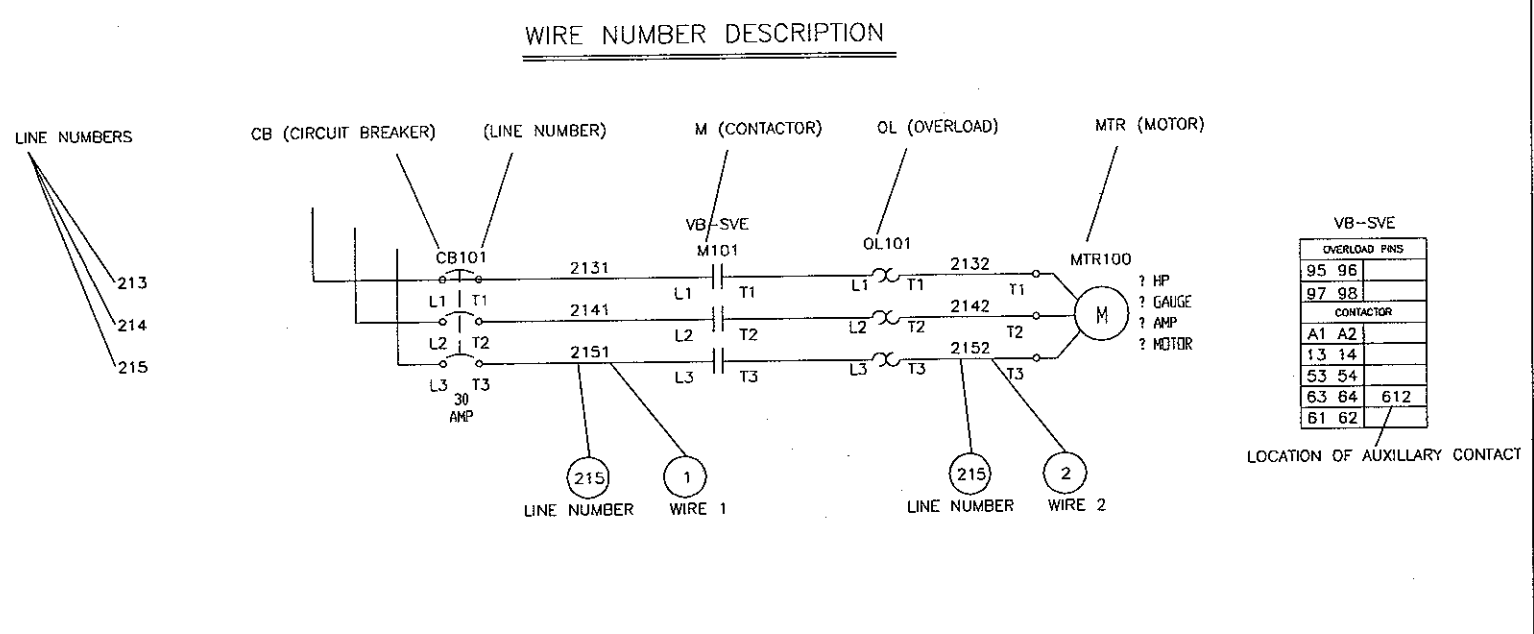 WIRE NUMBER DESCRIPTION
LINE NUMBERS
CB (CIRCUIT BREAKER)
(LINE NUMBER)
M (CONTACTOR)
OL (OVERLOAD)
MTR (MOTOR)
213
214
215
CB101
VB-SVE
M101
OL101
MTR100
2131
2132
L1 T1
L1 T1
L1 T1
T1
2141
2142
L2 T2
L2 T2
L2 T2
T2
2151
2152
L3 T3
L3 T3
L3 T3
T3
30
AMP
M
? HP
? GAUGE
? AMP
? MOTOR
215
LINE NUMBER
1
WIRE 1
215
LINE NUMBER
2
WIRE 2
VB-SVE
OVERLOAD PINS
95 96
97 98
CONTACTOR
A1 A2
13 14
53 54
63 64 612
61 62
LOCATION OF AUXILLARY CONTACT